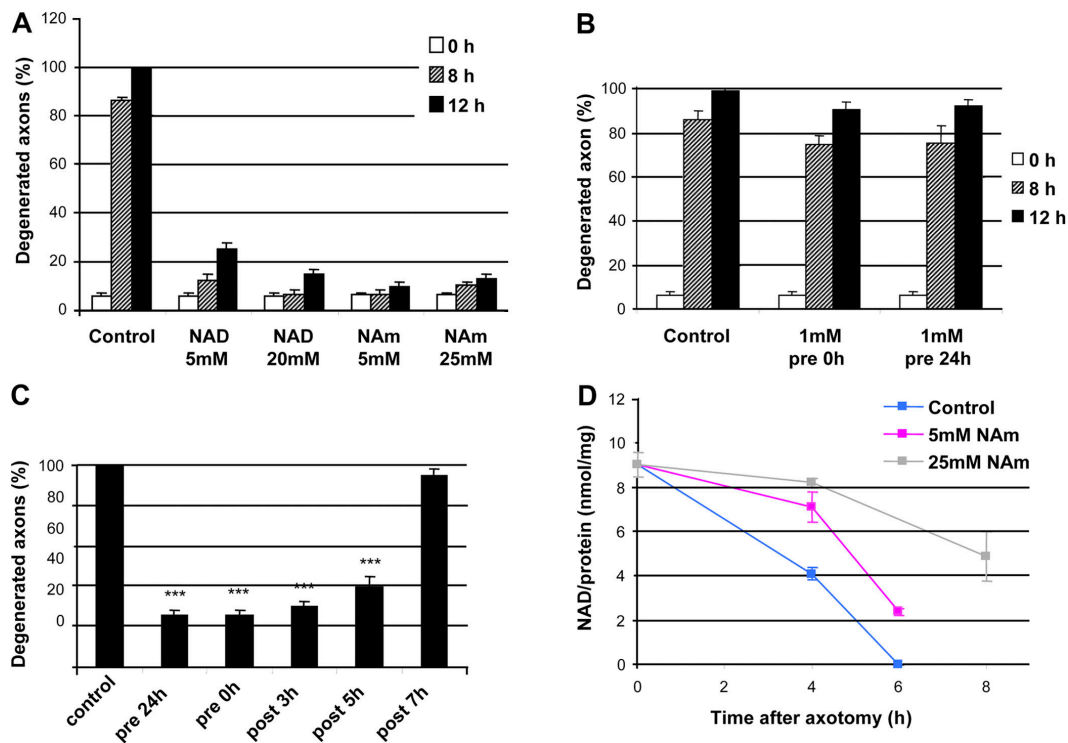 A
Degenerated axons (%)
120
100
80
60
40
20
0
0 h
8 h
12 h
Control
NAD
5mM
NAD
20mM
NAm
5mM
NAm
25mM
B
Degenerated axon (%)
100
80
60
40
20
0
0 h
8 h
12 h
Control
1mM
pre 0h
1mM
pre 24h
C
Degenerated axons (%)
100
80
60
40
20
0
***
***
***
***
control
pre 24h
pre 0h
post 3h
post 5h
post 7h
D
NAD/protein (nmol/mg)
12
10
8
6
4
2
0
Control
5mM NAm
25mM NAm
0
2
4
6
8
Time after axotomy (h)